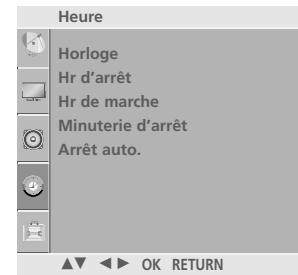 Heure
Horloge
Hr d'arrêt
Hr de marche
Minuterie d'arrêt
Arrêt auto.
▲▼ ◄► OK RETURN